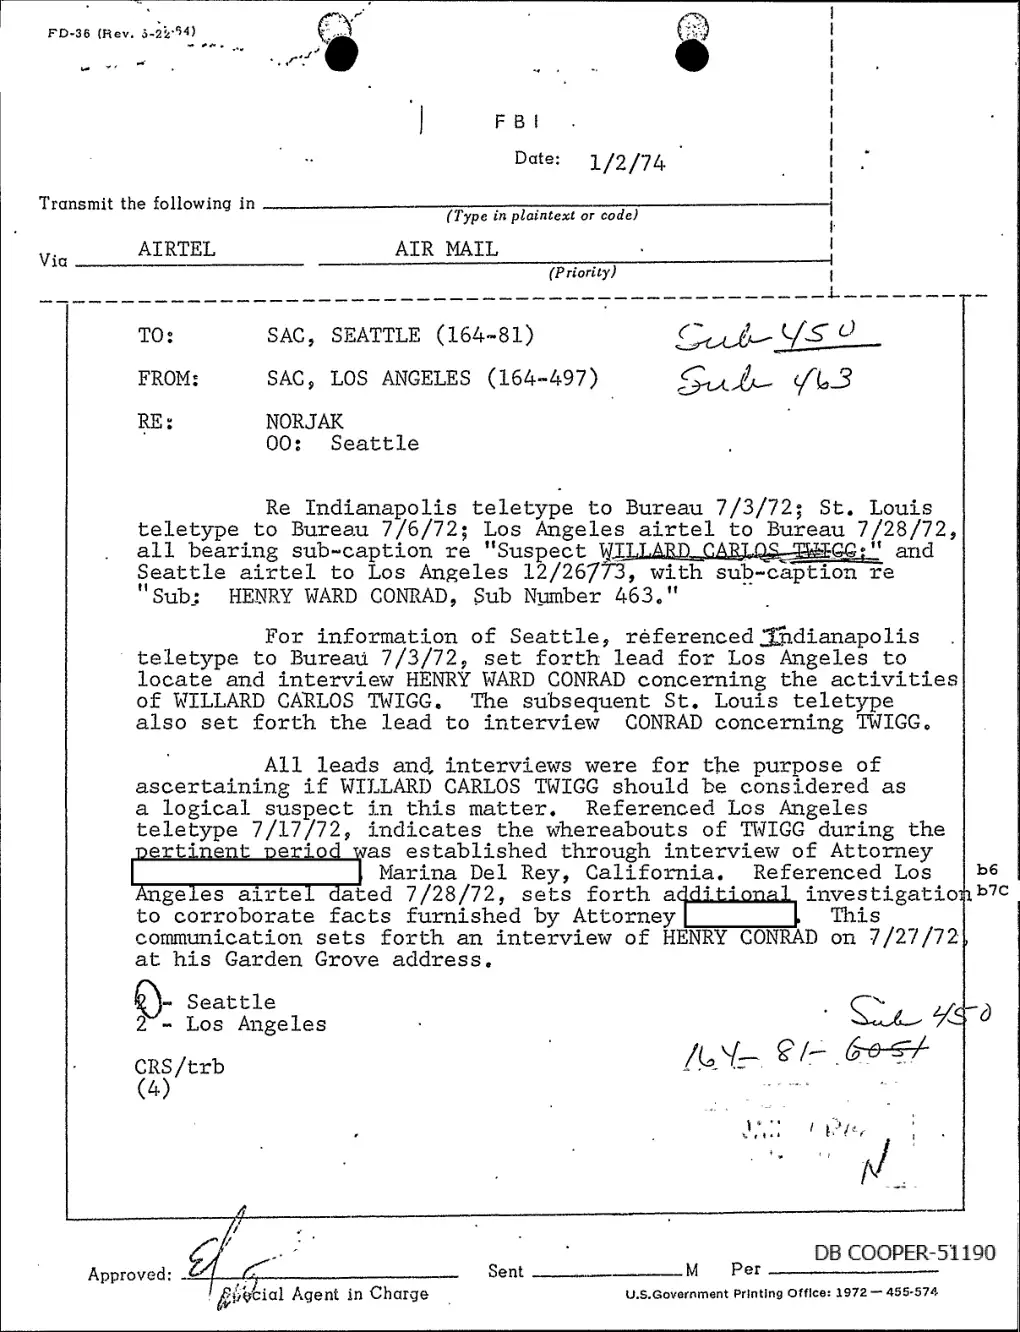 FD-36 (Rev. 5-22-64)
FBI
Date: 1/2/74
Transmit the following in
(Type in plaintext or code)
Via AIRTEL AIR MAIL
(Priority)
TO: SAC, SEATTLE (164-81) Sub 450
FROM: SAC, LOS ANGELES (164-497) Sub 463
RE: NORJAK
OO: Seattle
Re Indianapolis teletype to Bureau 7/3/72; St. Louis
teletype to Bureau 7/6/72; Los Angeles airtel to Bureau 7/28/72,
all bearing sub-caption re "Suspect WILLARD CARLOS TWIGG;" and
Seattle airtel to Los Angeles 12/26/73, with sub-caption re
"Sub; HENRY WARD CONRAD, Sub Number 463."
For information of Seattle, referenced Indianapolis
teletype to Bureau 7/3/72, set forth lead for Los Angeles to
locate and interview HENRY WARD CONRAD concerning the activities
of WILLARD CARLOS TWIGG. The subsequent St. Louis teletype
also set forth the lead to interview CONRAD concerning TWIGG.
All leads and interviews were for the purpose of
ascertaining if WILLARD CARLOS TWIGG should be considered as
a logical suspect in this matter. Referenced Los Angeles
teletype 7/17/72, indicates the whereabouts of TWIGG during the
pertinent period was established through interview of Attorney
Marina Del Rey, California. Referenced Los b6
Angeles airtel dated 7/28/72, sets forth additional investigation b7C
to corroborate facts furnished by Attorney . This
communication sets forth an interview of HENRY CONRAD on 7/27/72,
at his Garden Grove address.
2 - Seattle
2 - Los Angeles
Sub 450
CRS/trb
164-81-6051
(4)
N
DB COOPER-51190
Approved: Sent M Per
Special Agent in Charge
U.S.Government Printing Office: 1972 — 455-574